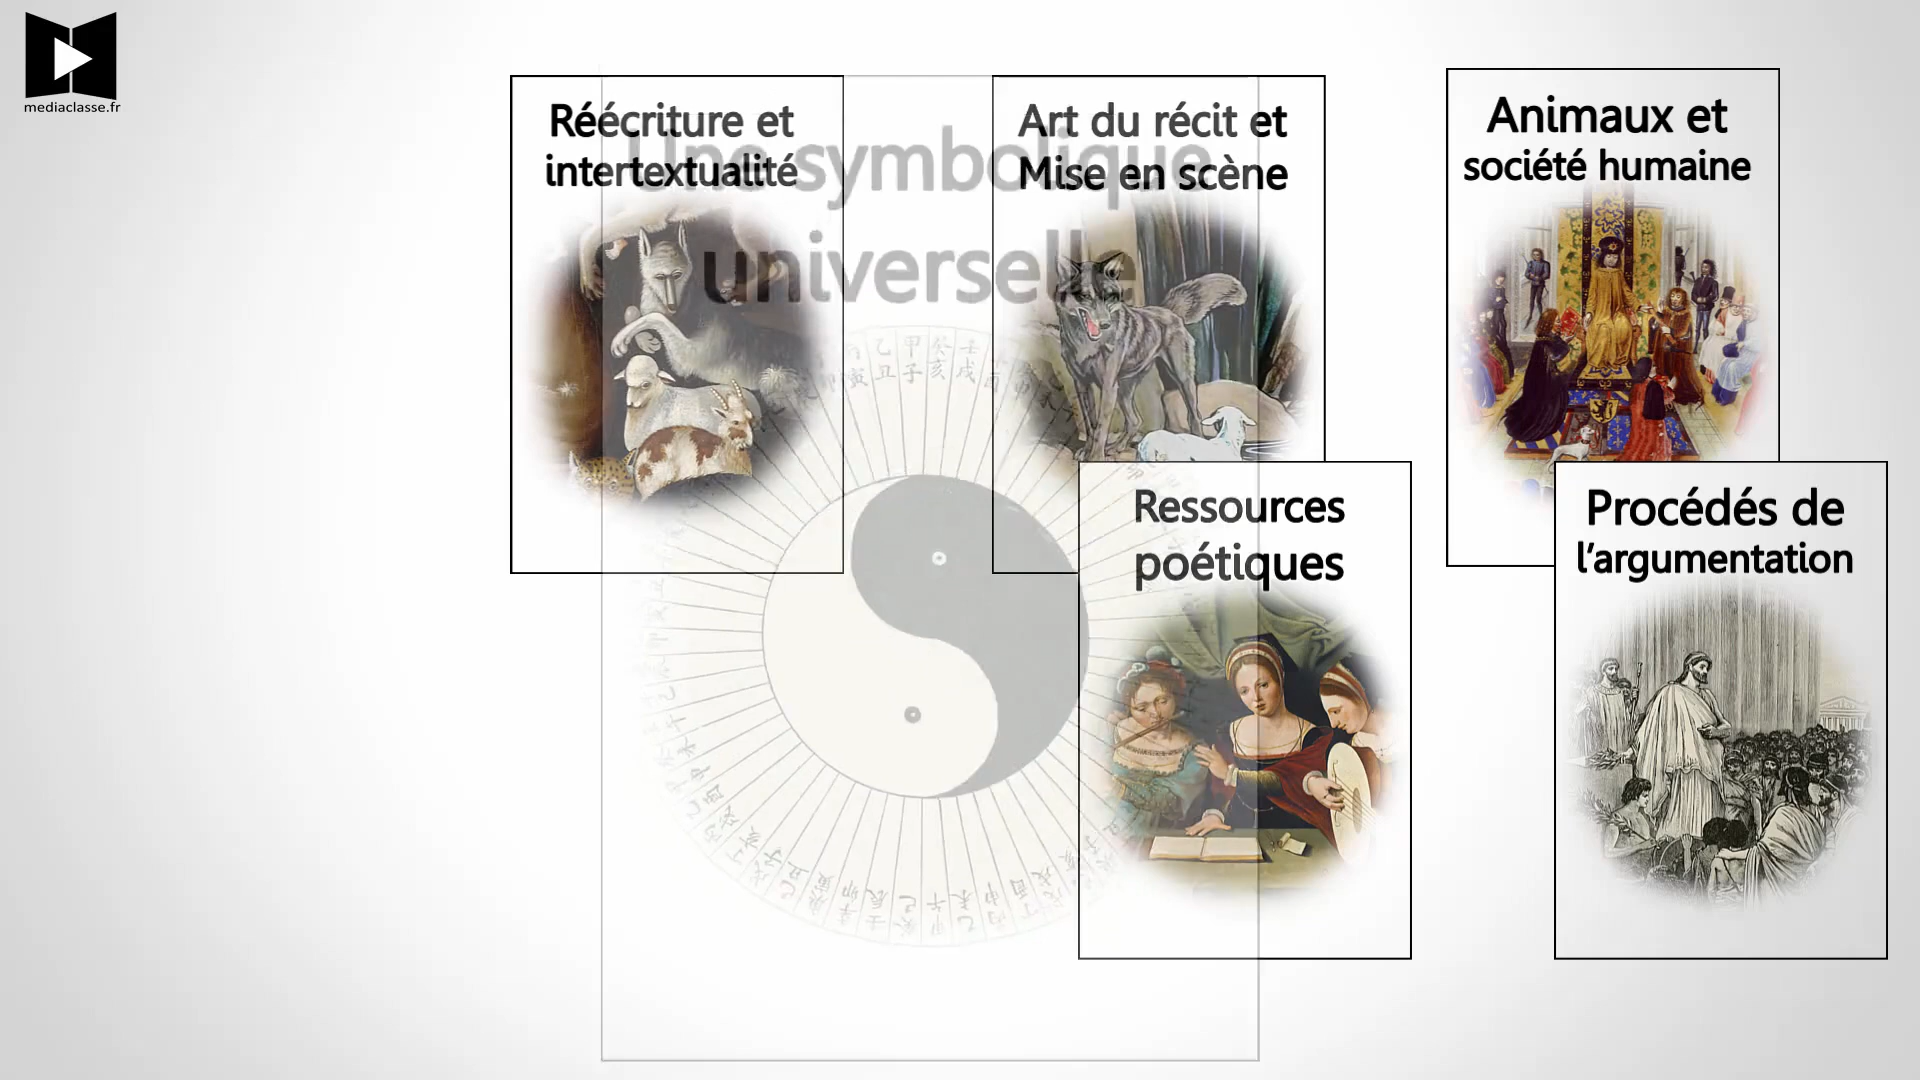 mediaclasse.fr
Réécriture et
intertextualité
Art du récit et
Mise en scène
Animaux et
société humaine
Une symbolique
universelle
Ressources
poétiques
Procédés de
l’argumentation